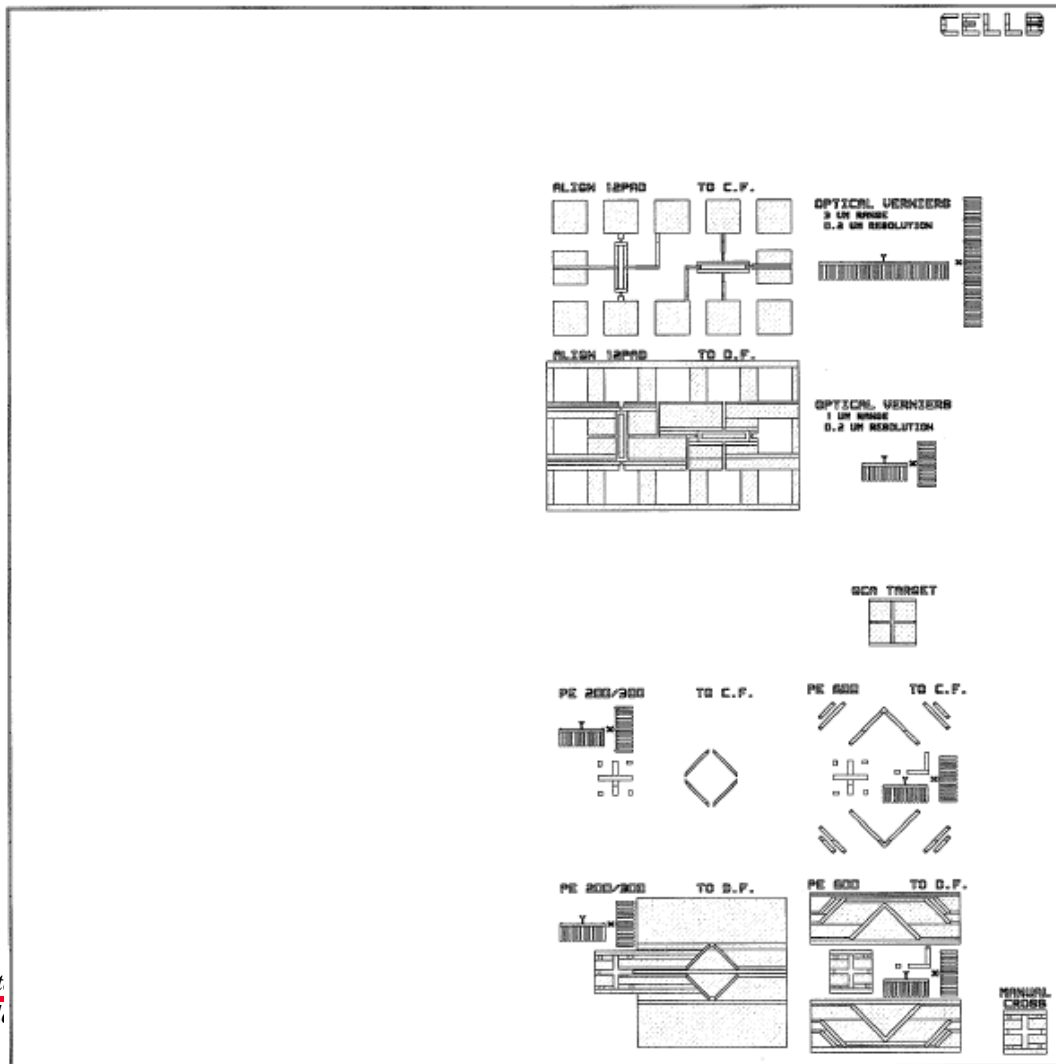 CELLB
ALIGN 12PAD TO C.F.
OPTICAL VERNIERS
3 UM RANGE
0.2 UM RESOLUTION
Y
X
ALIGN 12PAD TO D.F.
OPTICAL VERNIERS
1 UM RANGE
0.2 UM RESOLUTION
Y
X
GCA TARGET
PE 200/300 TO C.F.
PE 600 TO C.F.
Y
X
Y
X
PE 200/300 TO D.F.
PE 600 TO D.F.
Y
X
Y
X
MANUAL
CROSS